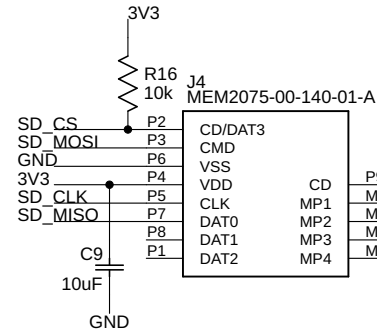 3V3
R16
10k
J4
MEM2075-00-140-01-A
SD_CS P2 CD/DAT3
SD_MOSI P3 CMD
GND P6 VSS
3V3 P4 VDD CD
SD_CLK P5 CLK MP1
SD_MISO P7 DAT0 MP2
P8 DAT1 MP3
P1 DAT2 MP4
C9
10uF
GND